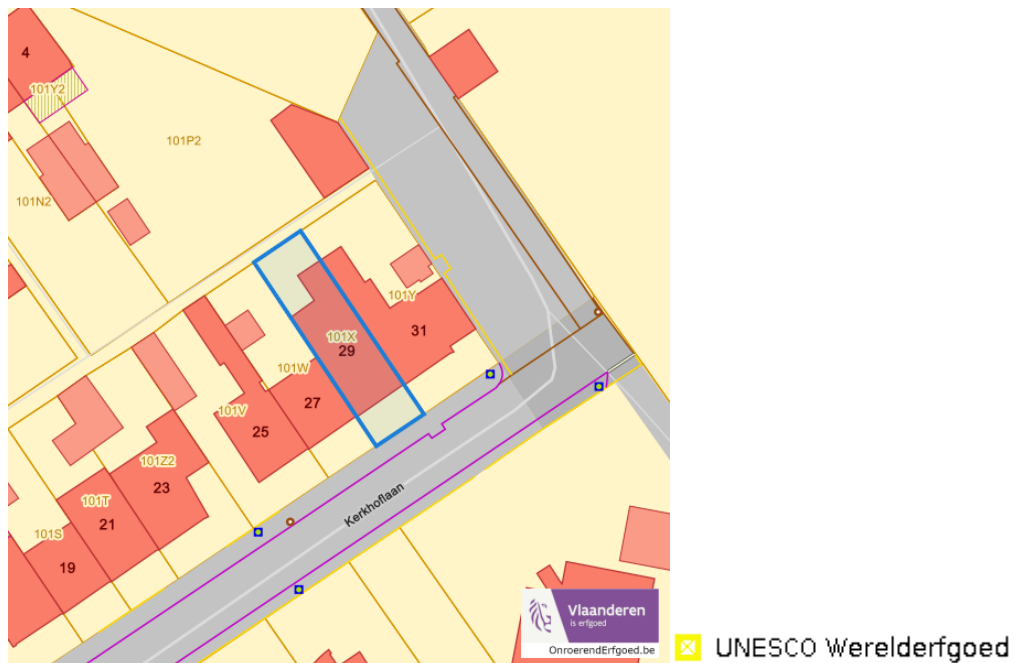 4
101Y2
101P2
101N2
101Y
31
101X
29
101W
27
101V
25
101Z2
23
101T
21
101S
19
Kerkhoflaan
Vlaanderen
is erfgoed
OnroerendErfgoed.be
UNESCO Werelderfgoed